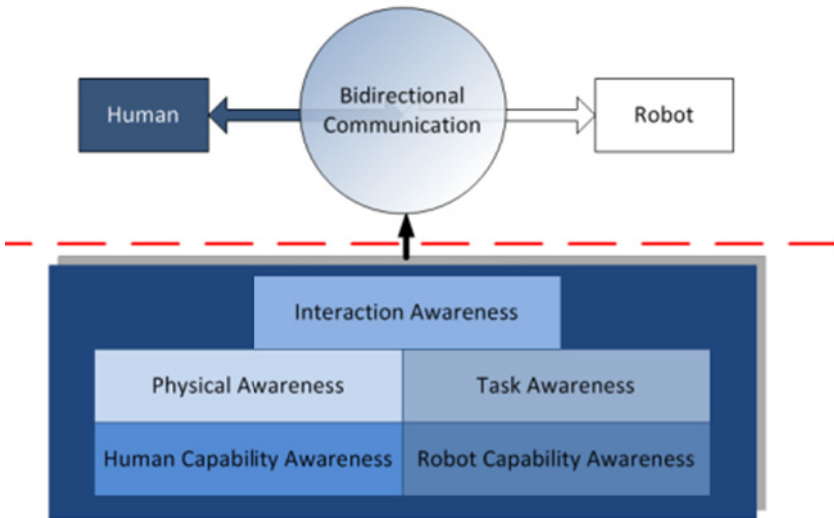 Human
Bidirectional
Communication
Robot
Interaction Awareness
Physical Awareness
Task Awareness
Human Capability Awareness
Robot Capability Awareness